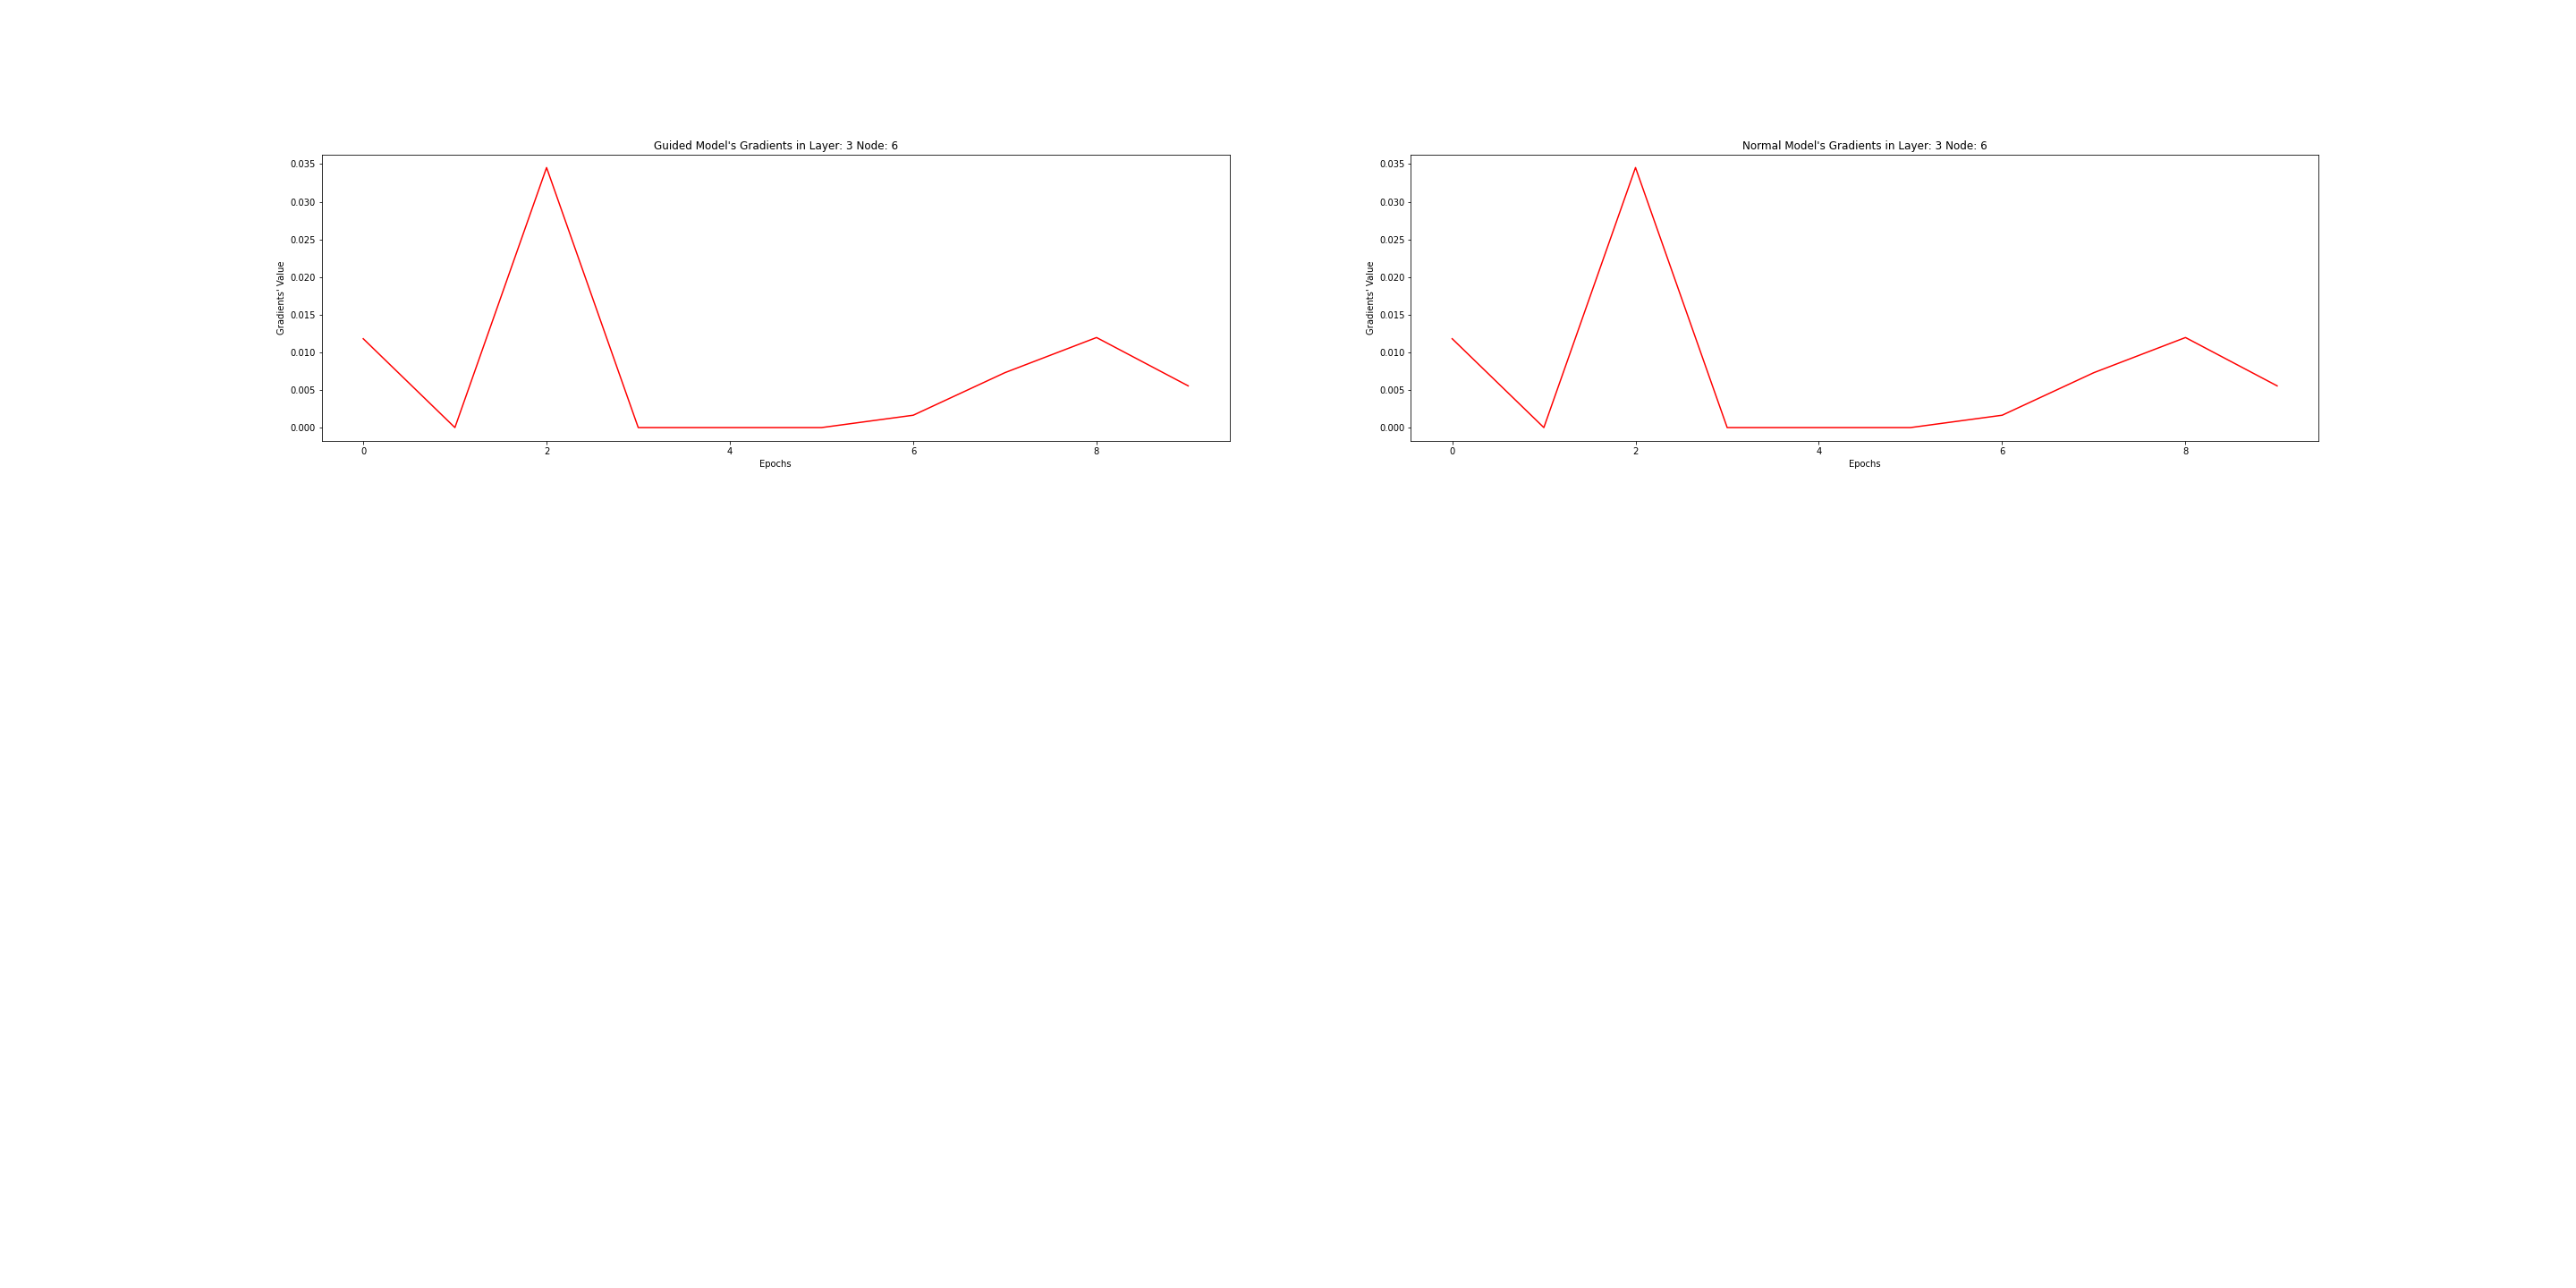 Guided Model's Gradients in Layer: 3 Node: 6
0.035
0.030
0.025
0.020
0.015
0.010
0.005
0.000
Gradients' Value
0 2 4 6 8
Epochs
Normal Model's Gradients in Layer: 3 Node: 6
0.035
0.030
0.025
0.020
0.015
0.010
0.005
0.000
Gradients' Value
0 2 4 6 8
Epochs